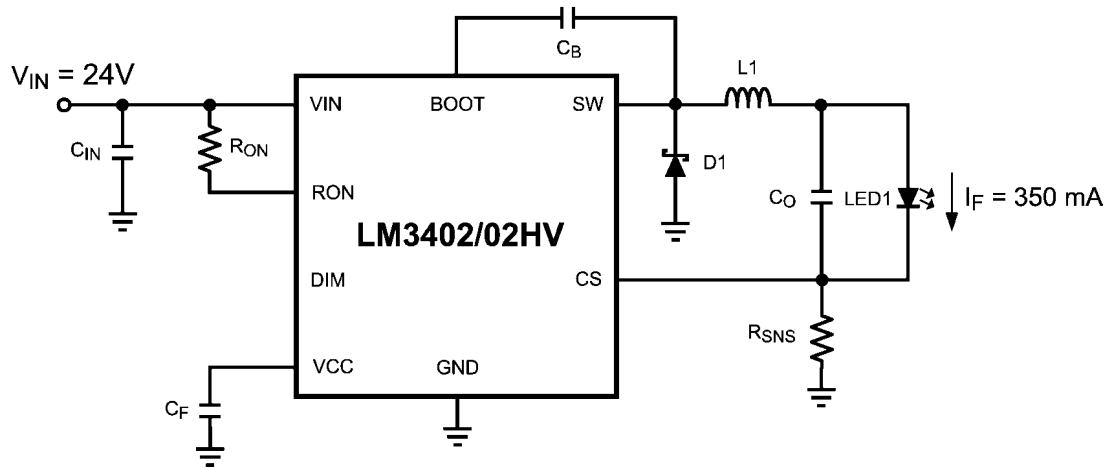 C_B
V_IN = 24V
L1
VIN
BOOT
SW
C_IN
R_ON
D1
C_O
LED1
I_F = 350 mA
RON
LM3402/02HV
DIM
CS
R_SNS
VCC
GND
C_F